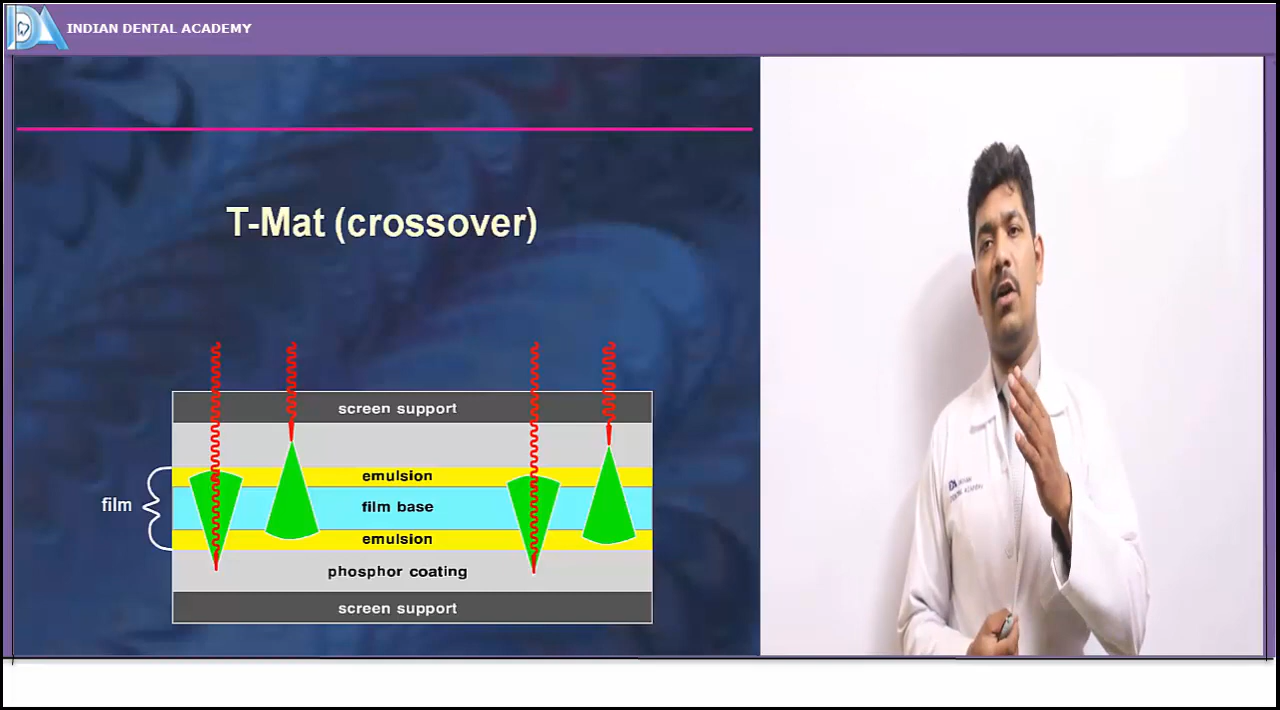 INDIAN DENTAL ACADEMY
T-Mat (crossover)
screen support
emulsion
film
film base
emulsion
phosphor coating
screen support